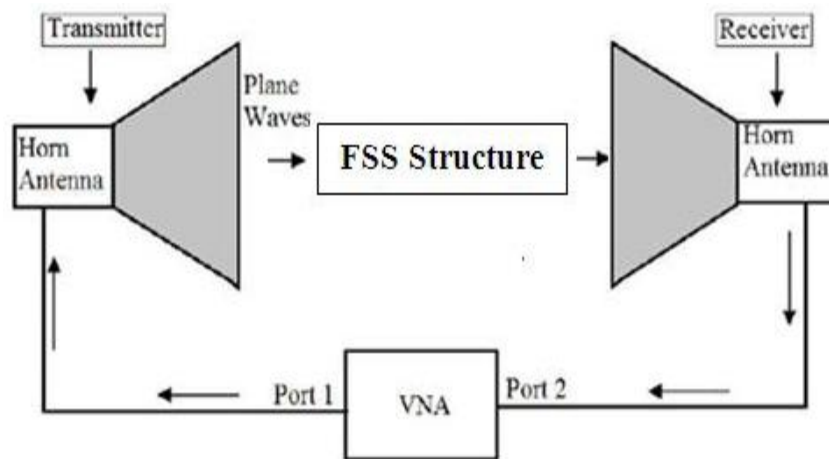 Transmitter
Receiver
Plane
Waves
Horn
Antenna
FSS Structure
Horn
Antenna
Port 1
VNA
Port 2